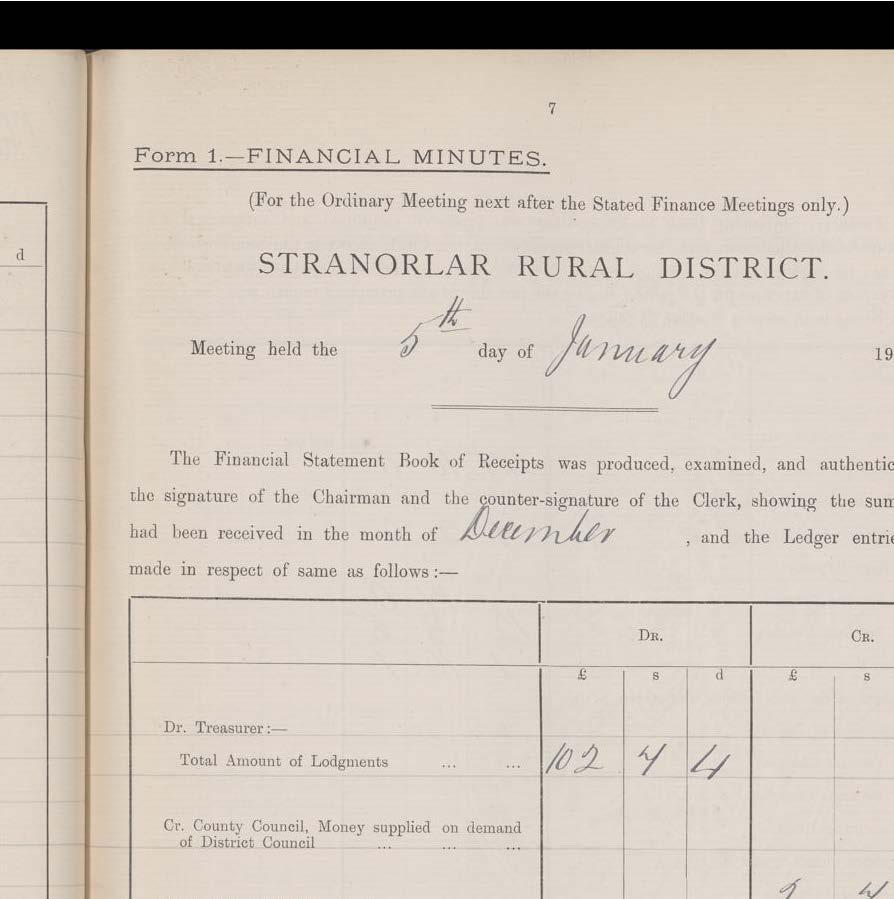 7
Form 1.—FINANCIAL MINUTES.
(For the Ordinary Meeting next after the Stated Finance Meetings only.)
d
STRANORLAR RURAL DISTRICT.
Meeting held the 5th day of January 19
The Financial Statement Book of Receipts was produced, examined, and authentic
the signature of the Chairman and the counter-signature of the Clerk, showing the sum
had been received in the month of December , and the Ledger entrie
made in respect of same as follows :—
DR. CR.
£ s d £ s
Dr. Treasurer :—
Total Amount of Lodgments ... ... 102 4 4
Cr. County Council, Money supplied on demand
of District Council ... ... ...